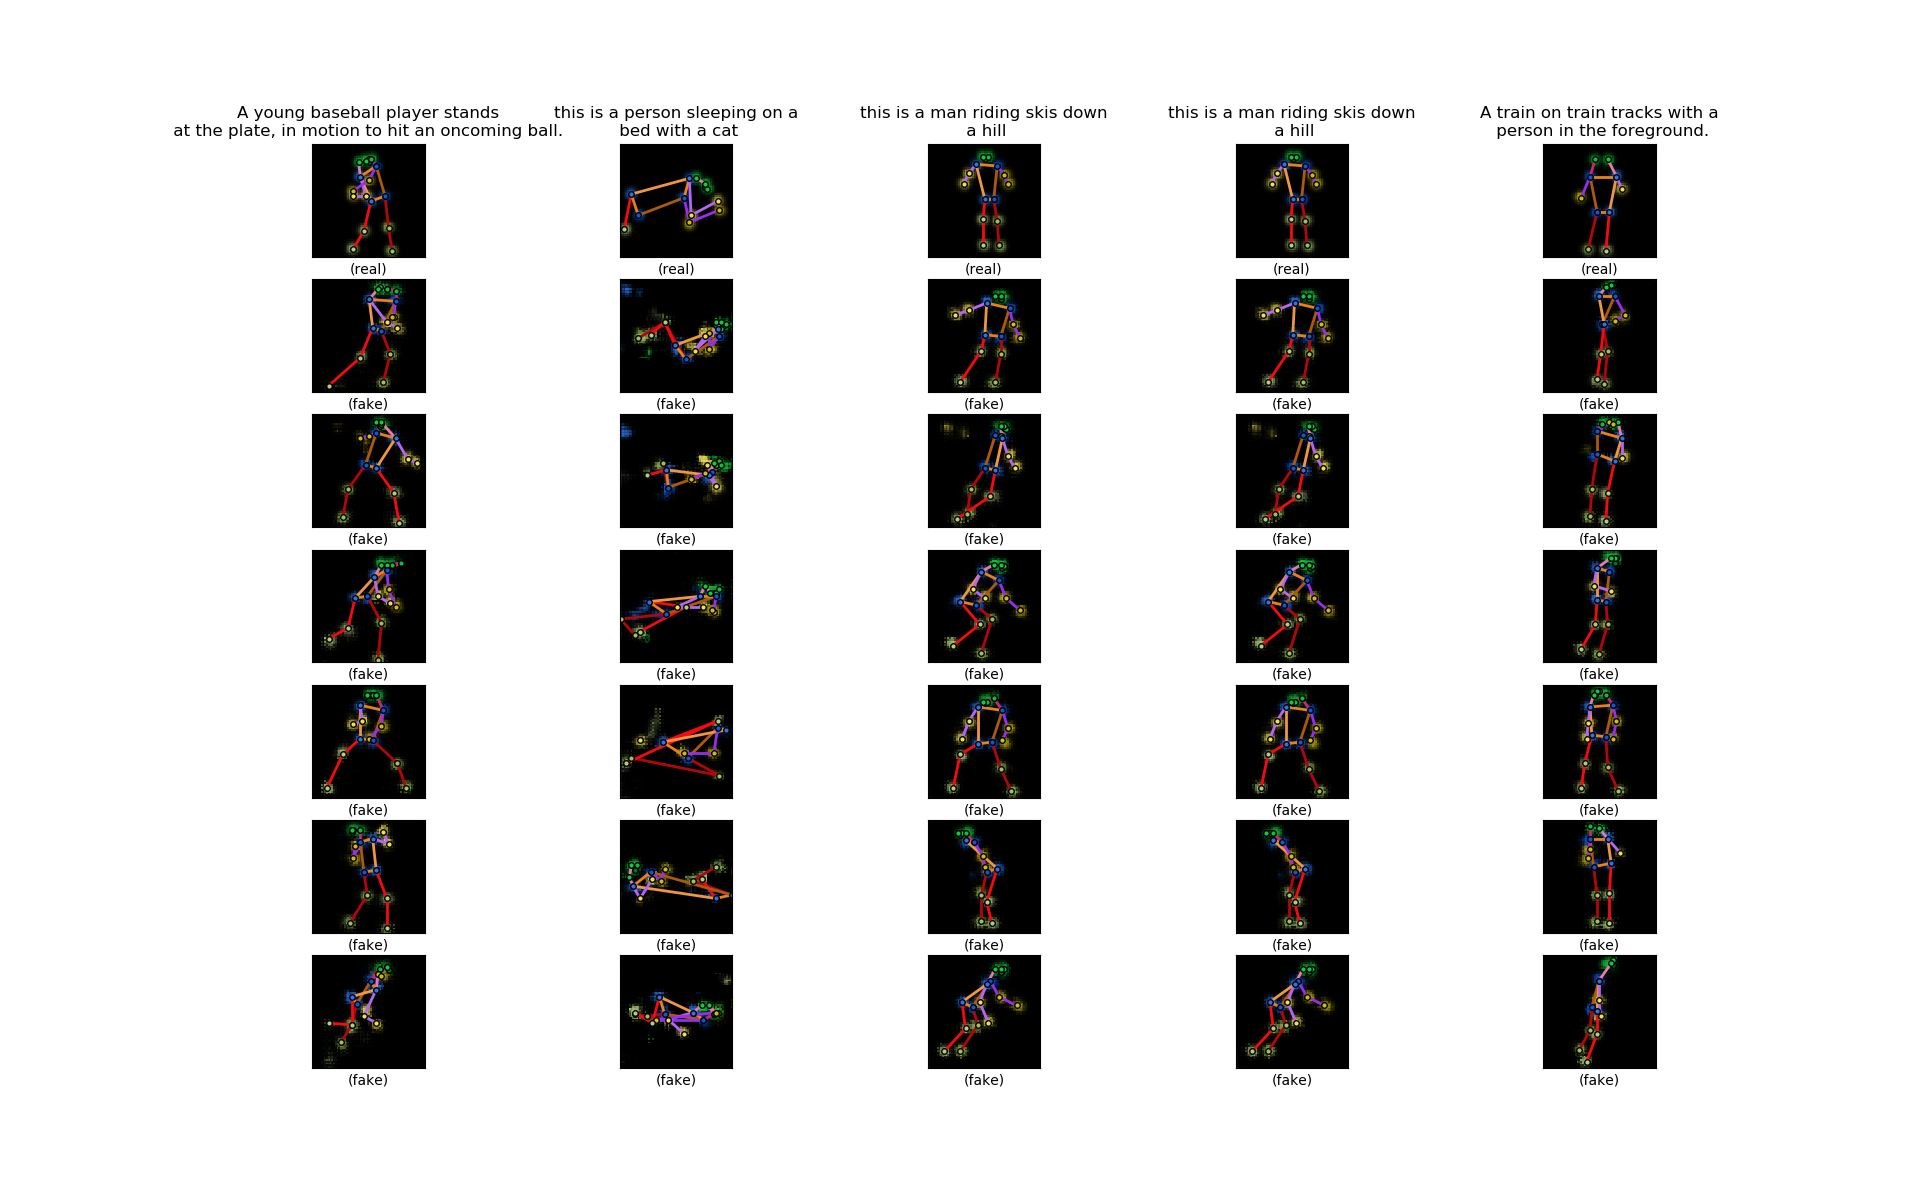 A young baseball player stands
at the plate, in motion to hit an oncoming ball.
this is a person sleeping on a
bed with a cat
this is a man riding skis down
a hill
this is a man riding skis down
a hill
A train on train tracks with a
person in the foreground.
(real) (real) (real) (real) (real)
(fake) (fake) (fake) (fake) (fake)
(fake) (fake) (fake) (fake) (fake)
(fake) (fake) (fake) (fake) (fake)
(fake) (fake) (fake) (fake) (fake)
(fake) (fake) (fake) (fake) (fake)
(fake) (fake) (fake) (fake) (fake)